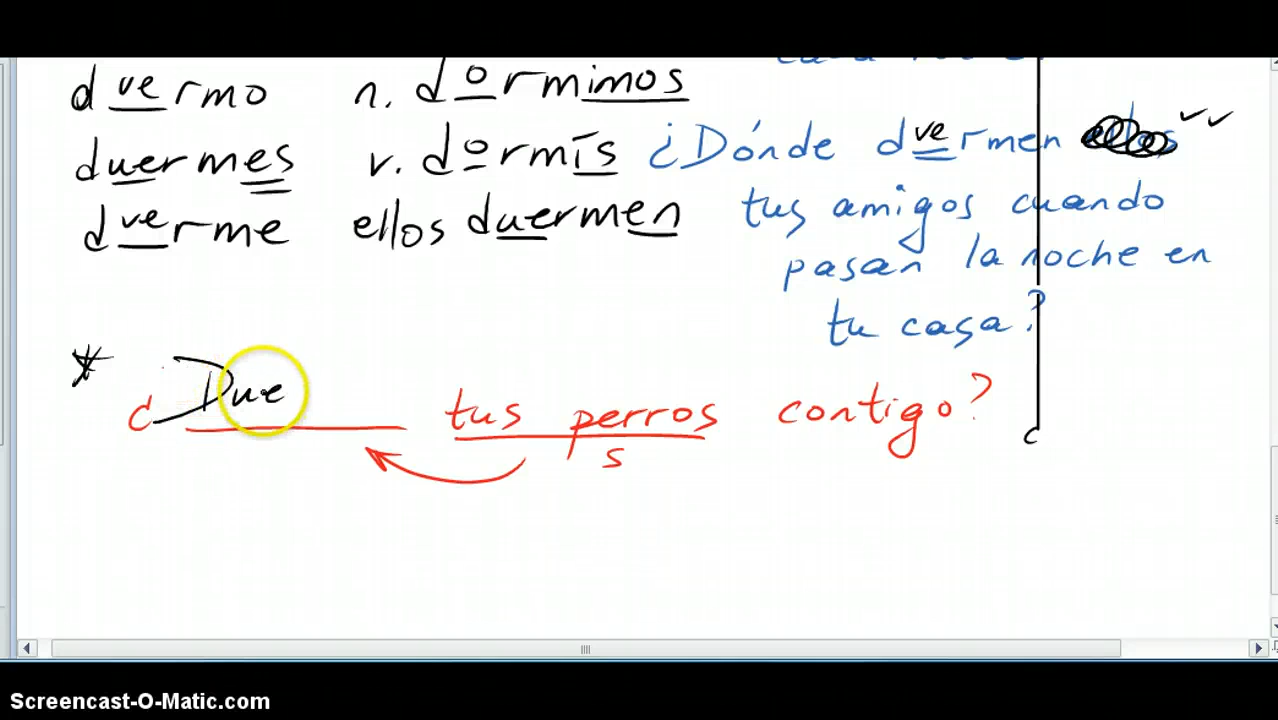 duermo n. dormimos
duermes v. dormís ¿Dónde duermen
duerme ellos duermen tus amigos cuando
pasan la noche en
tu casa?
* ¿ Due tus perros contigo?
s
Screencast-O-Matic.com